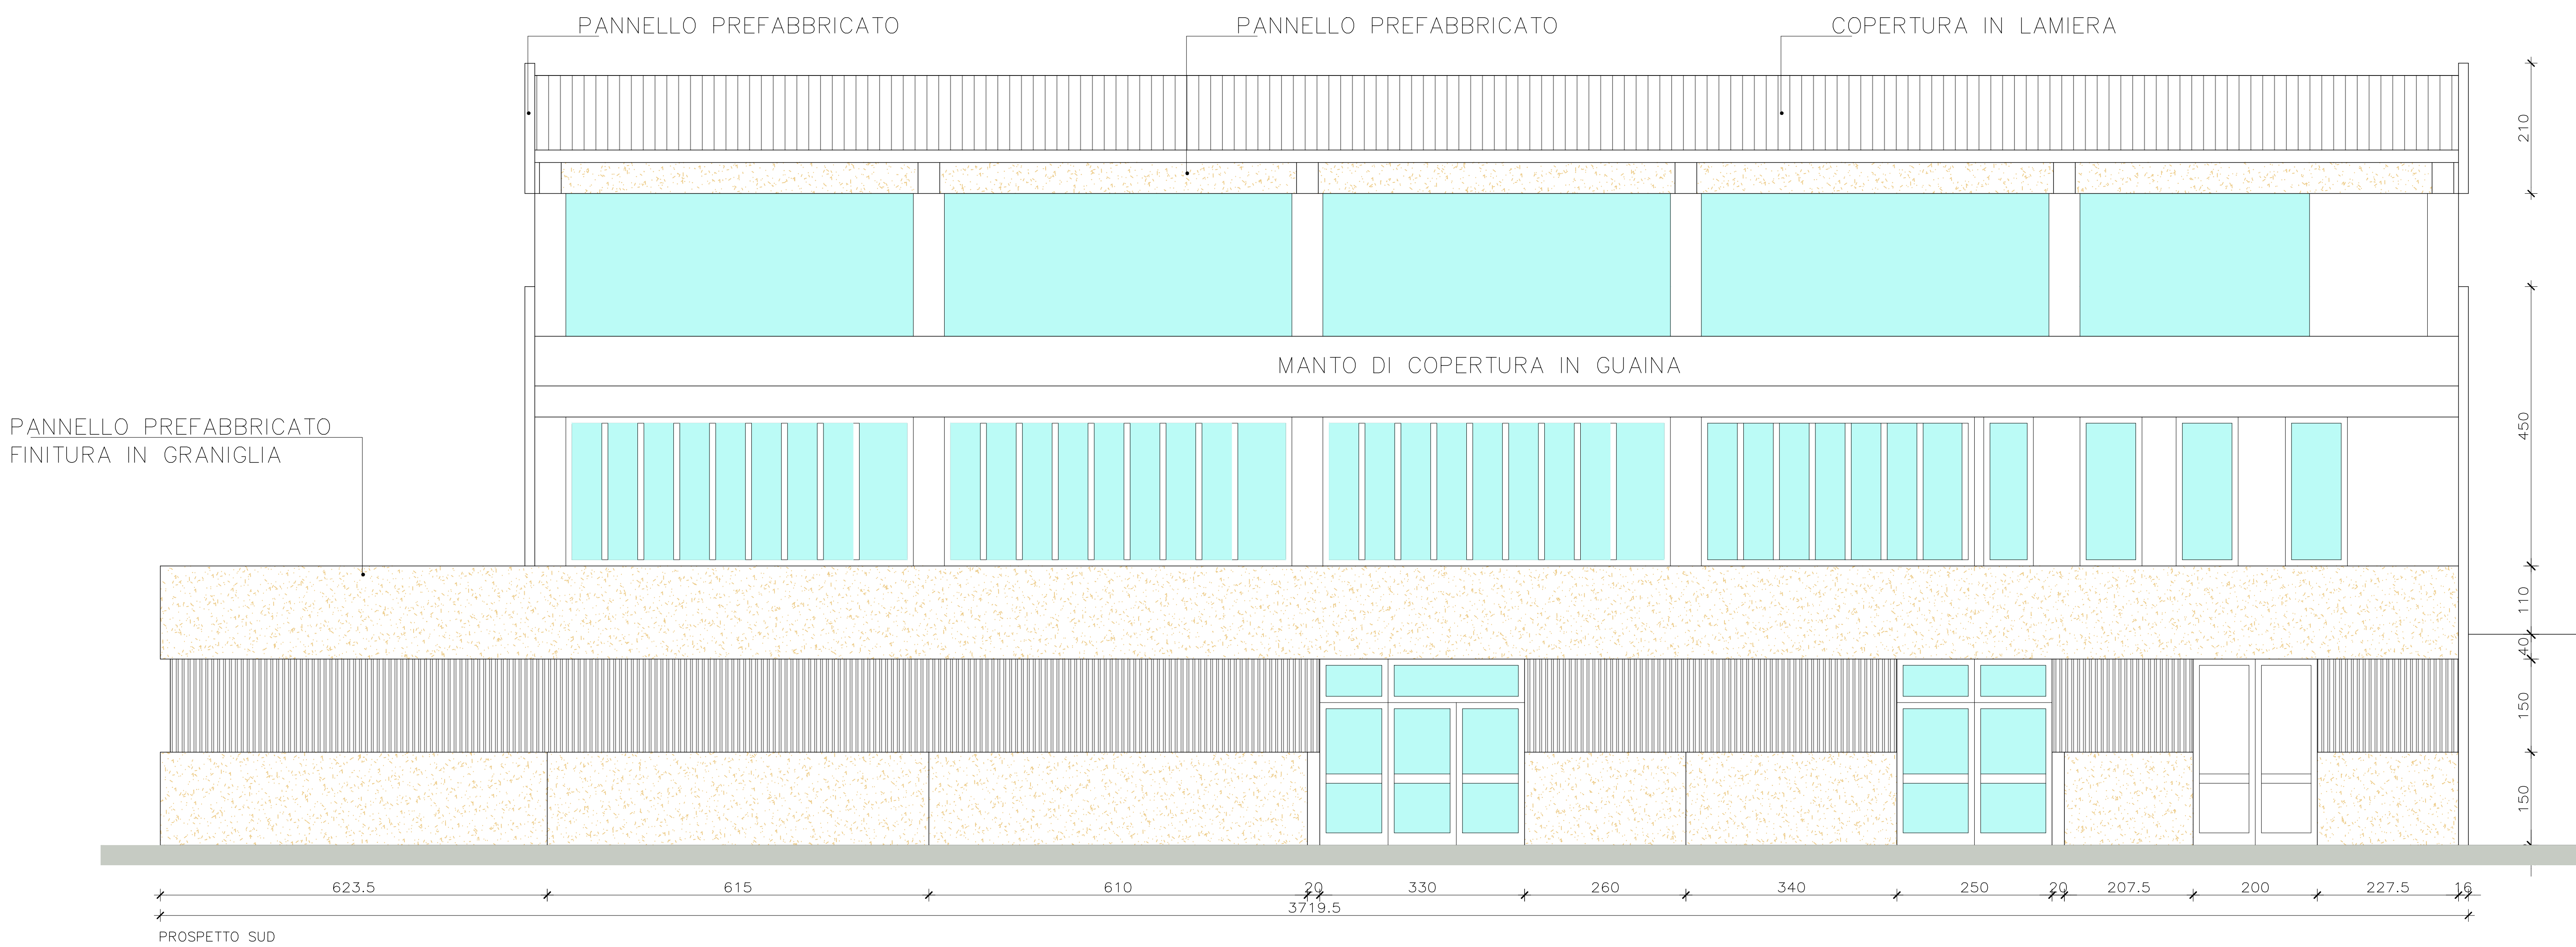 PANNELLO PREFABBRICATO
PANNELLO PREFABBRICATO
COPERTURA IN LAMIERA
210
MANTO DI COPERTURA IN GUAINA
PANNELLO PREFABBRICATO
FINITURA IN GRANIGLIA
450
110
40
150
150
623.5
615
610
20
330
260
340
250
20
207.5
200
227.5
16
3719.5
PROSPETTO SUD